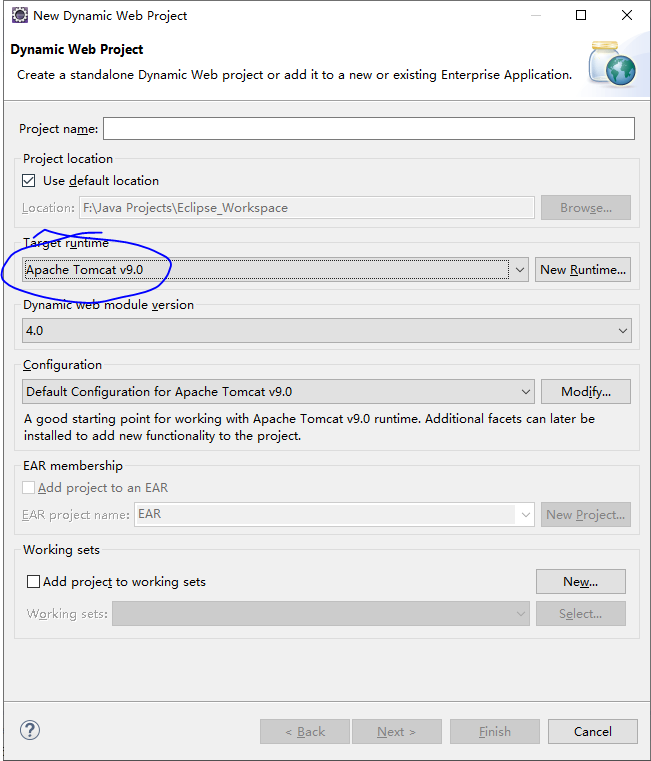 New Dynamic Web Project
Dynamic Web Project
Create a standalone Dynamic Web project or add it to a new or existing Enterprise Application.
Project name:
Project location
Use default location
Location: F:\Java Projects\Eclipse_Workspace Browse...
Target runtime
Apache Tomcat v9.0 New Runtime...
Dynamic web module version
4.0
Configuration
Default Configuration for Apache Tomcat v9.0 Modify...
A good starting point for working with Apache Tomcat v9.0 runtime. Additional facets can later be
installed to add new functionality to the project.
EAR membership
Add project to an EAR
EAR project name: EAR New Project...
Working sets
Add project to working sets New...
Working sets: Select...
? < Back Next > Finish Cancel